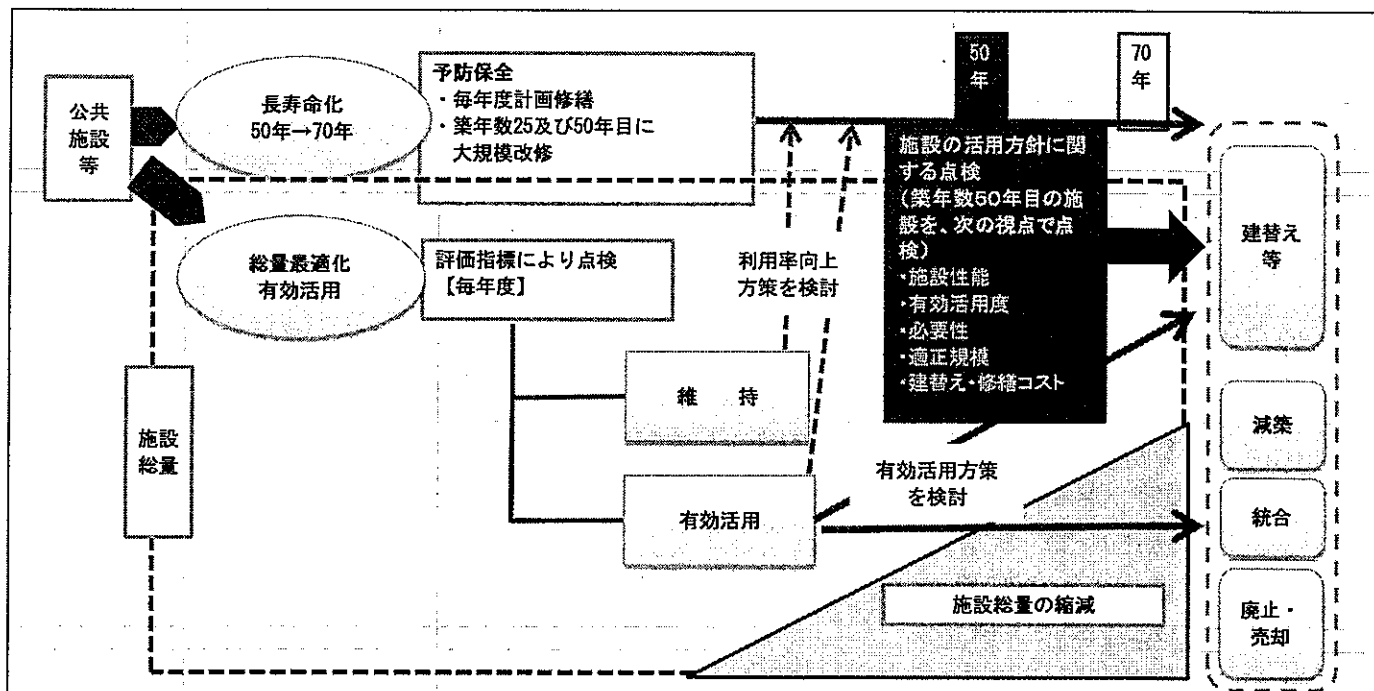 公共
施設
等
長寿命化
50年→70年
予防保全
・毎年度計画修繕
・築年数25及び50年目に
大規模改修
50
年
70
年
総量最適化
有効活用
評価指標により点検
【毎年度】
利用率向上
方策を検討
施設の活用方針に関
する点検
(築年数50年目の施
設を、次の視点で点
検)
・施設性能
・有効活用度
・必要性
・適正規模
・建替え・修繕コスト
建替え
等
施設
総量
維 持
有効活用
有効活用方策
を検討
減築
統合
施設総量の縮減
廃止・
売却